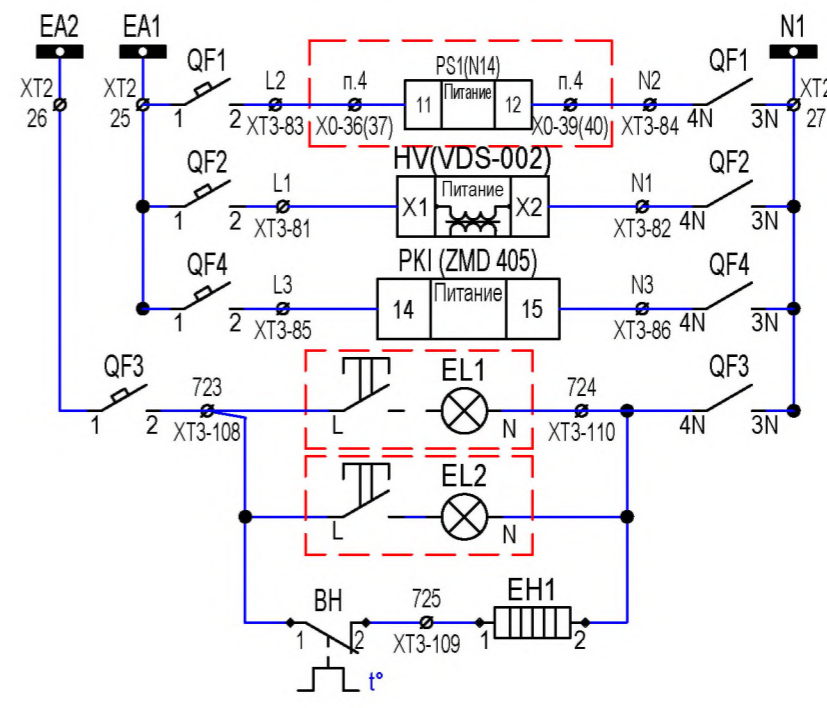 EA2 EA1 N1
QF1 PS1(N14) QF1
XT2 XT2 L2 п.4 11 Питание 12 п.4 N2 XT2
26 25 1 2 XT3-83 X0-36(37) X0-39(40) XT3-84 4N 3N 27
QF2 HV(VDS-002) QF2
L1 X1 Питание X2 N1
1 2 XT3-81 XT3-82 4N 3N
QF4 PKI (ZMD 405) QF4
L3 14 Питание 15 N3
1 2 XT3-85 XT3-86 4N 3N
QF3 723 EL1 724 QF3
1 2 XT3-108 L N XT3-110 4N 3N
EL2
L N
BH 725 EH1
1 2 XT3-109 1 2
t°